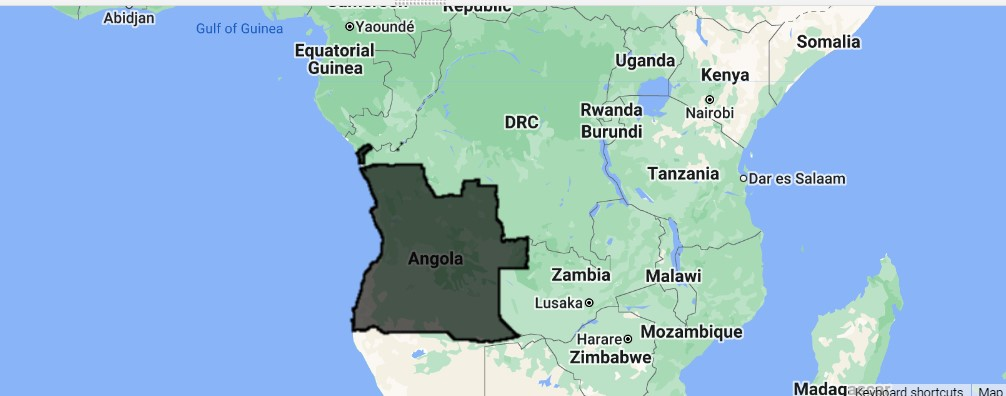 Republic
Abidjan
Gulf of Guinea
Yaoundé
Equatorial
Guinea
Uganda
Somalia
Kenya
Nairobi
DRC
Rwanda
Burundi
Tanzania
Dar es Salaam
Angola
Zambia
Malawi
Lusaka
Harare
Mozambique
Zimbabwe
Keyboard shortcuts
Map